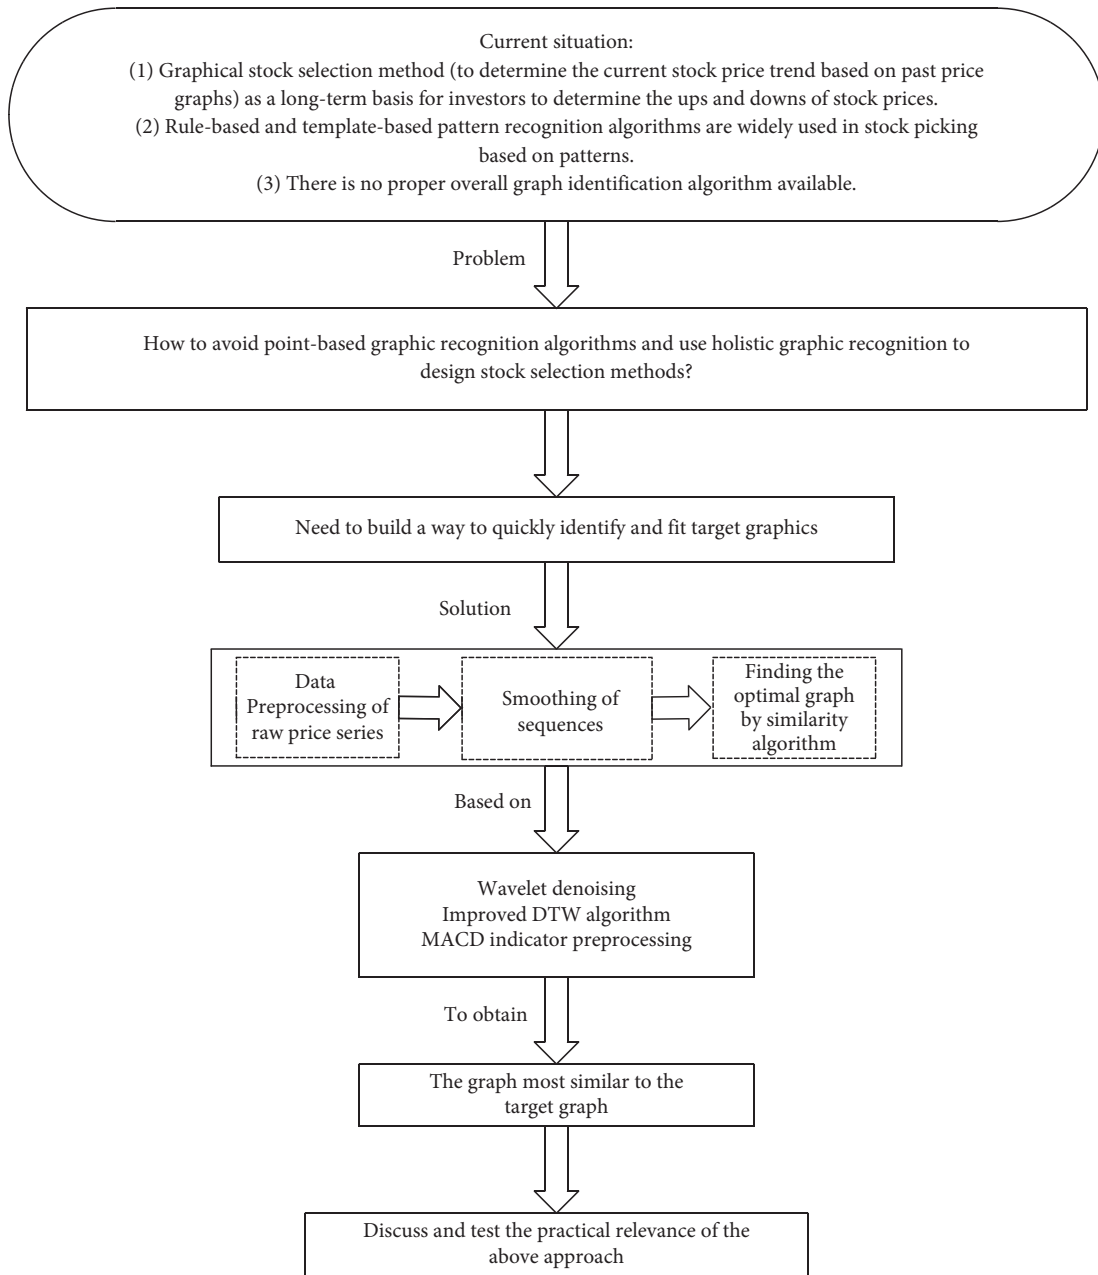 Current situation:
(1) Graphical stock selection method (to determine the current stock price trend based on past price
graphs) as a long-term basis for investors to determine the ups and downs of stock prices.
(2) Rule-based and template-based pattern recognition algorithms are widely used in stock picking
based on patterns.
(3) There is no proper overall graph identification algorithm available.
Problem
How to avoid point-based graphic recognition algorithms and use holistic graphic recognition to
design stock selection methods?
Need to build a way to quickly identify and fit target graphics
Solution
Data
Preprocessing of
raw price series
Smoothing of
sequences
Finding the
optimal graph
by similarity
algorithm
Based on
Wavelet denoising
Improved DTW algorithm
MACD indicator preprocessing
To obtain
The graph most similar to the
target graph
Discuss and test the practical relevance of the
above approach